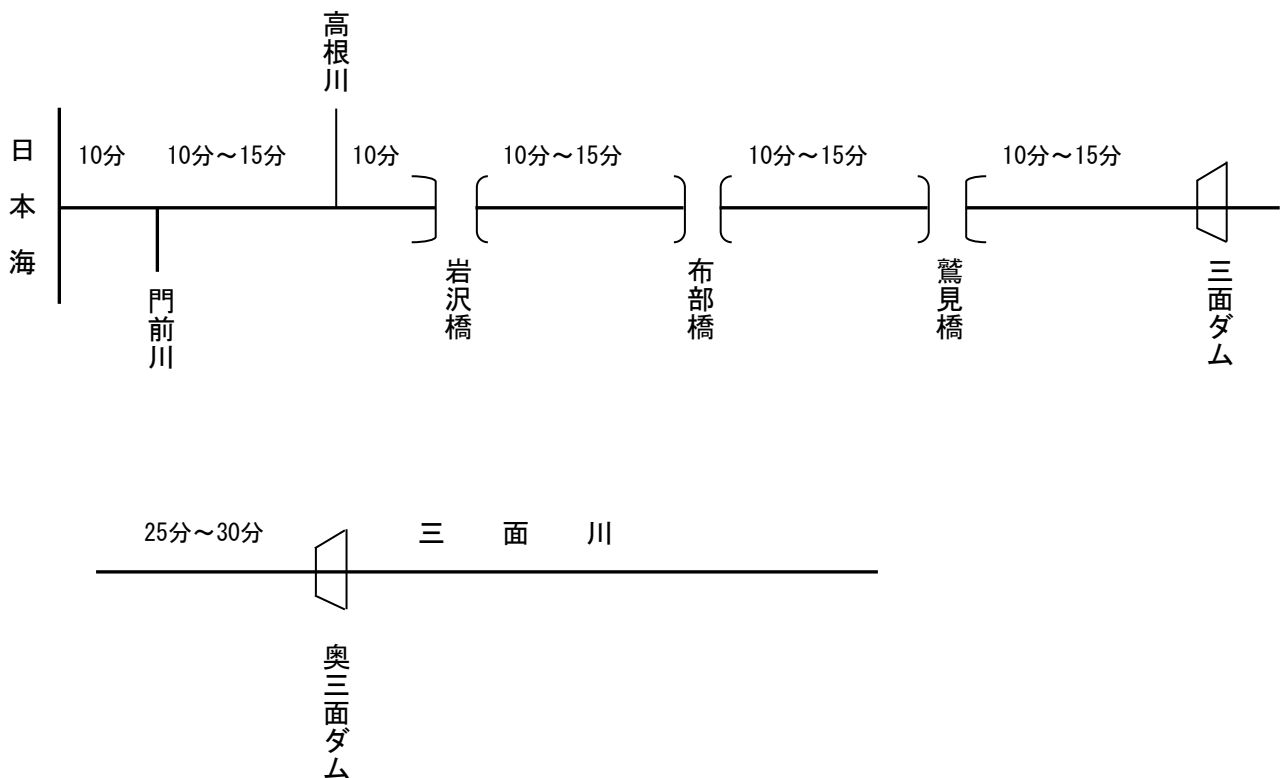 高根川
日本海
10分
10分～15分
10分
10分～15分
10分～15分
10分～15分
門前川
岩沢橋
布部橋
鷲見橋
三面ダム
25分～30分
三面川
奥三面ダム